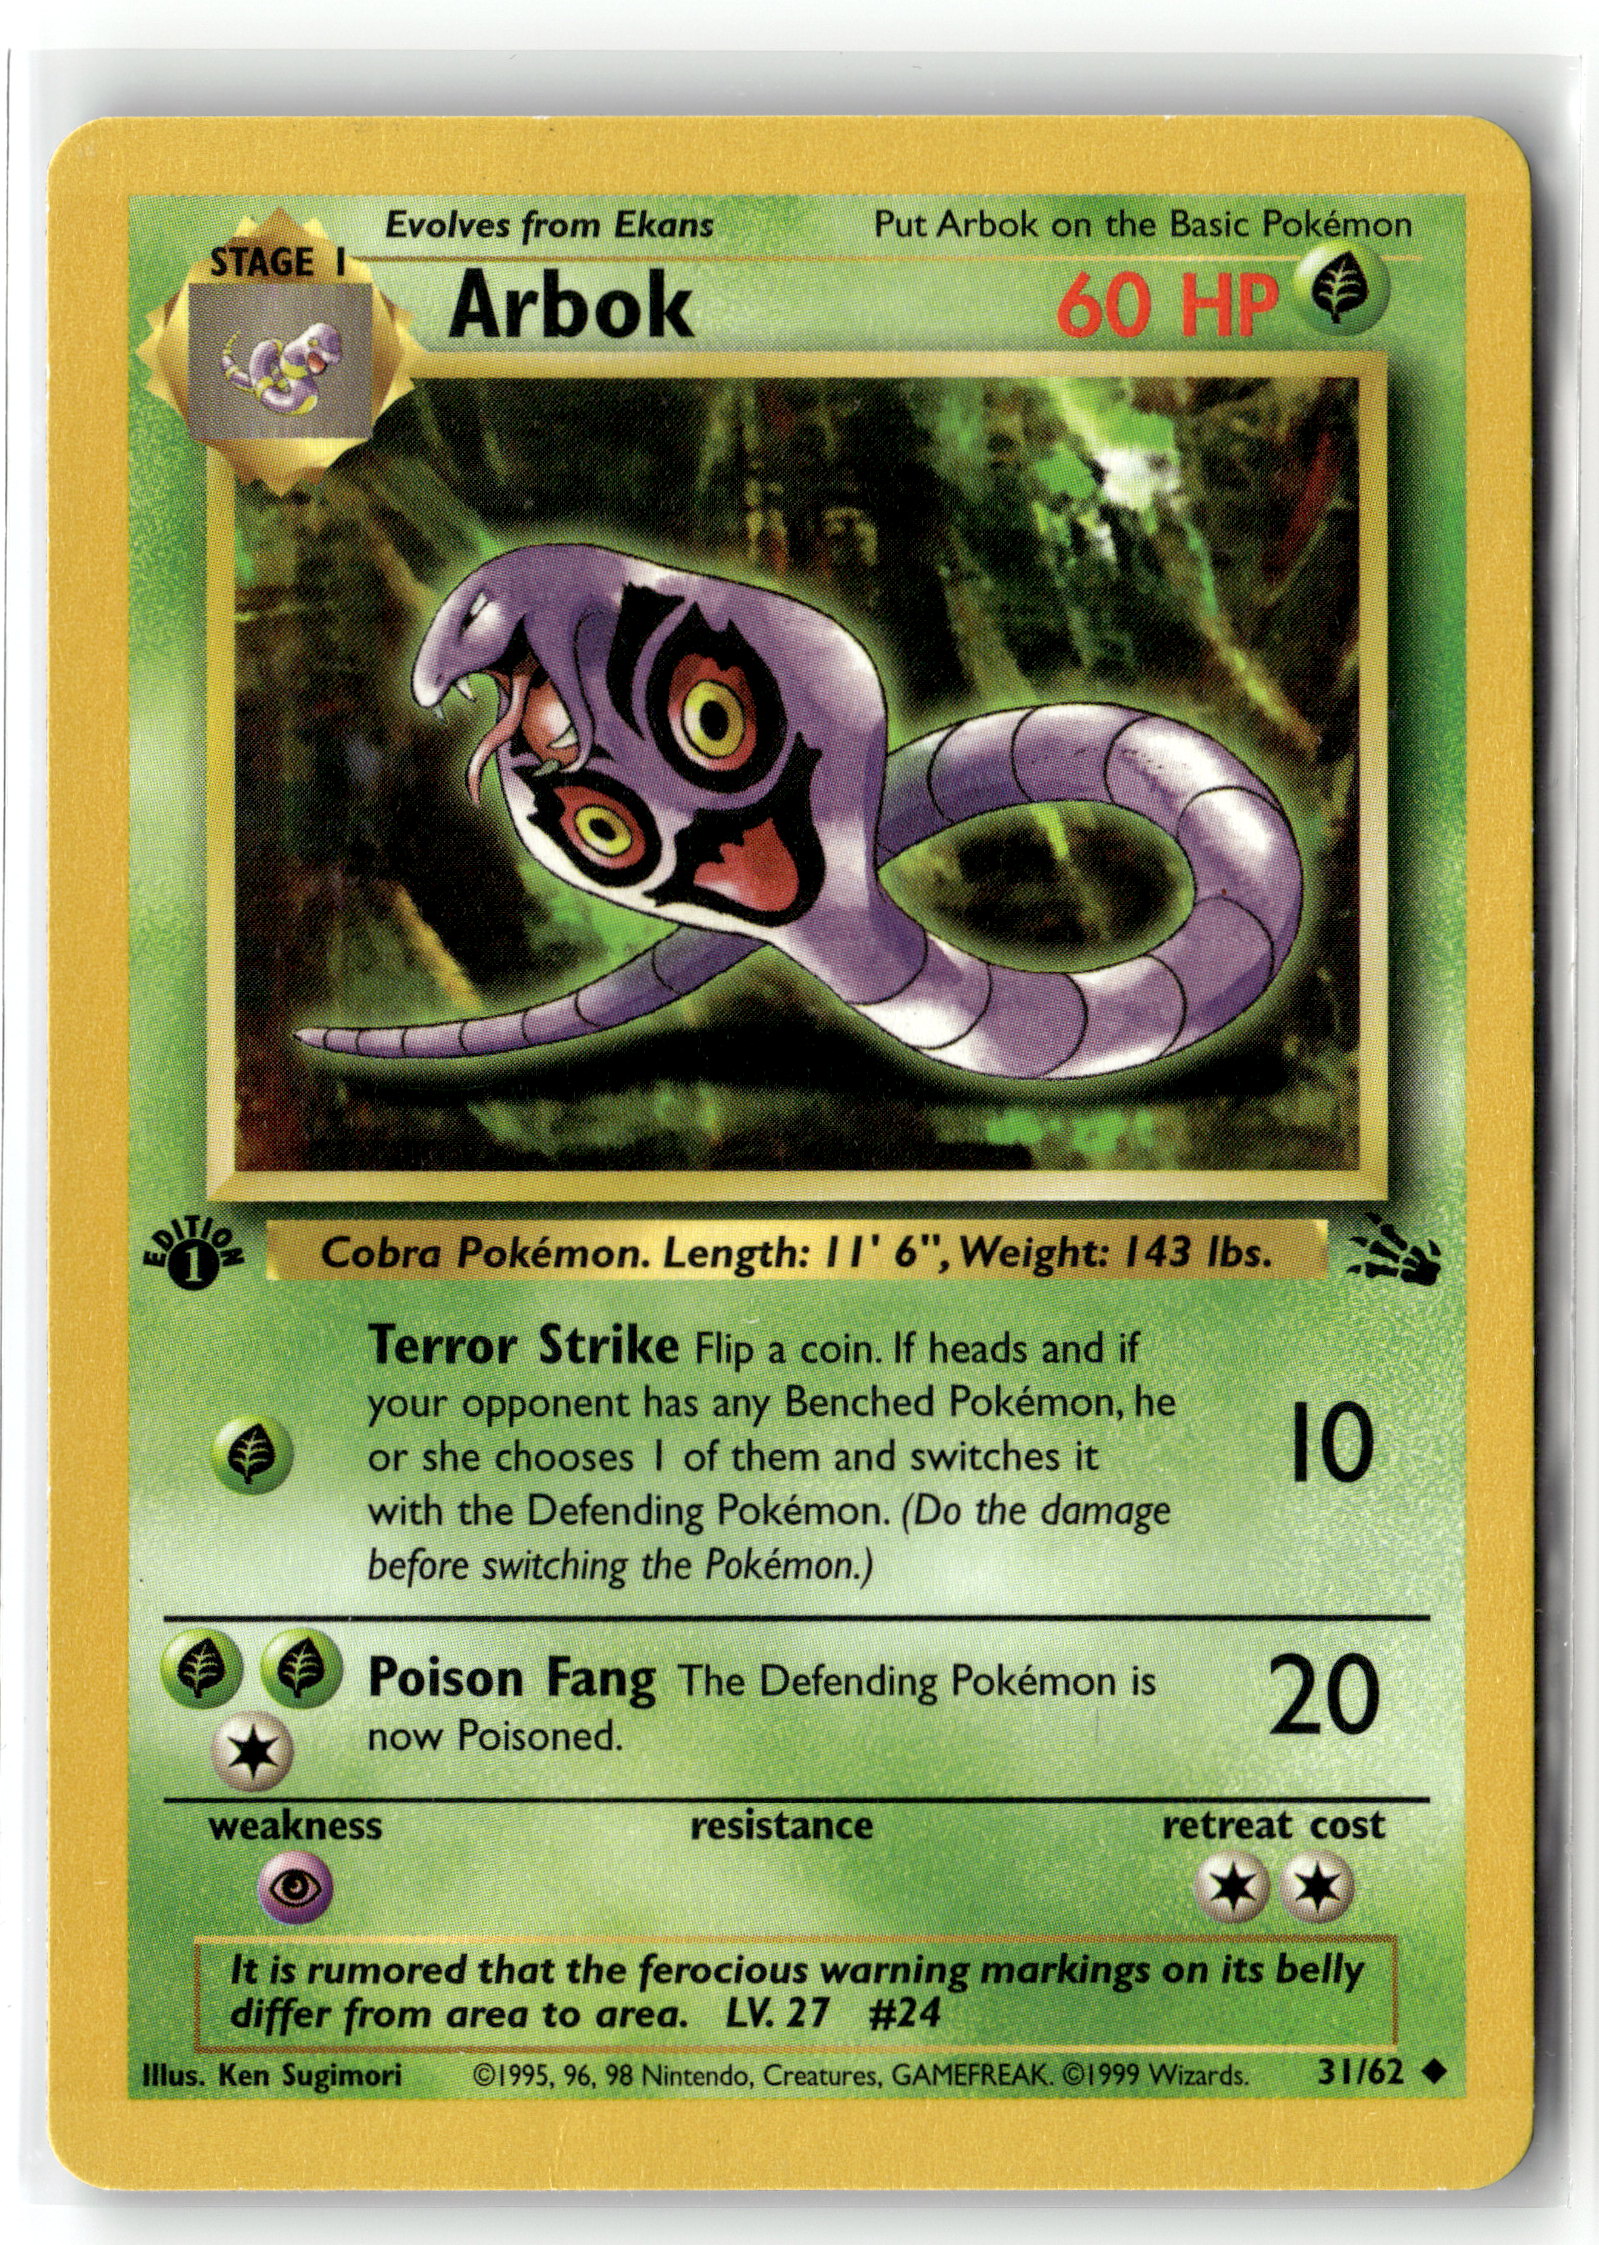 Evolves from Ekans Put Arbok on the Basic Pokémon
STAGE 1
Arbok 60 HP
EDITION
1
Cobra Pokémon. Length: 11' 6", Weight: 143 lbs.
Terror Strike Flip a coin. If heads and if
your opponent has any Benched Pokémon, he
or she chooses 1 of them and switches it
with the Defending Pokémon. (Do the damage
before switching the Pokémon.)
10
Poison Fang The Defending Pokémon is
now Poisoned.
20
weakness resistance retreat cost
It is rumored that the ferocious warning markings on its belly
differ from area to area. LV. 27 #24
Illus. Ken Sugimori ©1995, 96, 98 Nintendo, Creatures, GAMEFREAK. ©1999 Wizards. 31/62